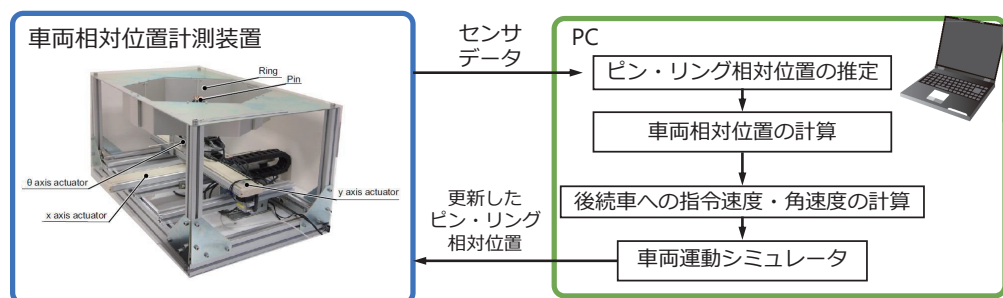 車両相対位置計測装置
Ring
Pin
θ axis actuator
x axis actuator
y axis actuator
センサ
データ
更新した
ピン・リング
相対位置
PC
ピン・リング相対位置の推定
車両相対位置の計算
後続車への指令速度・角速度の計算
車両運動シミュレータ